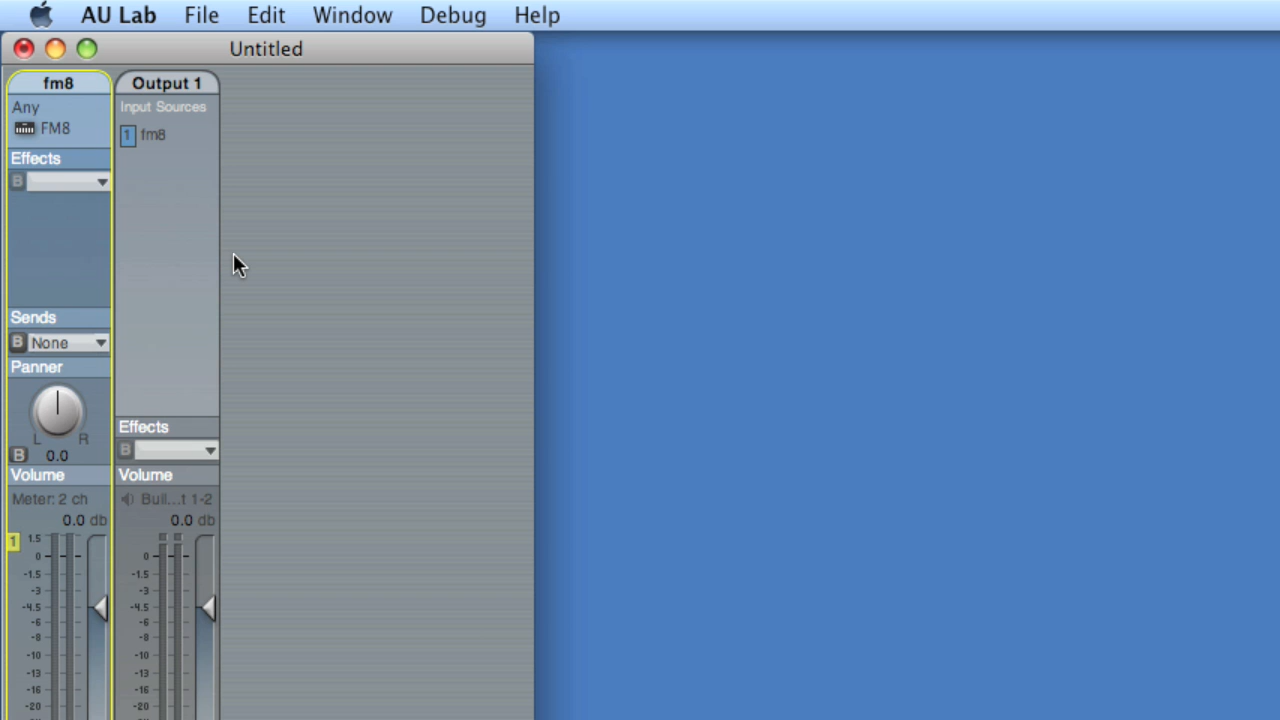 AU Lab File Edit Window Debug Help
Untitled
fm8
Any
FM8
Effects
B
Sends
B None
Panner
L R
B 0.0
Volume
Meter: 2 ch
0.0 db
1
1.5
0
-1.5
-3
-4.5
-6
-8
-10
-13
-16
-20
Output 1
Input Sources
1 fm8
Effects
B
Volume
Buil...t 1-2
0.0 db
0
-1.5
-3
-4.5
-6
-8
-10
-13
-16
-20